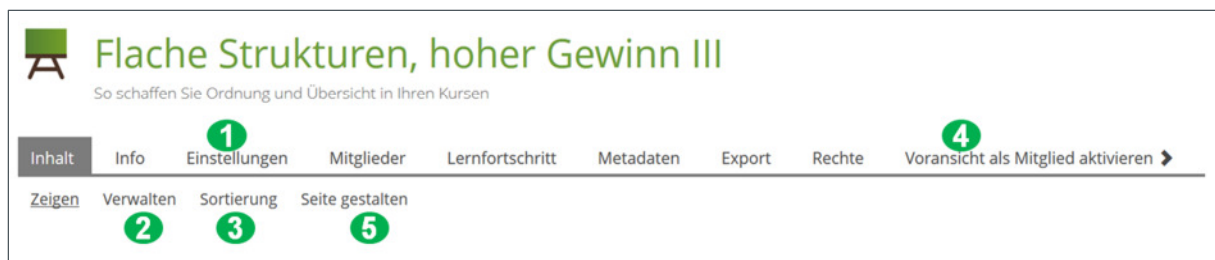 Flache Strukturen, hoher Gewinn III
So schaffen Sie Ordnung und Übersicht in Ihren Kursen
1 4
Inhalt Info Einstellungen Mitglieder Lernfortschritt Metadaten Export Rechte Voransicht als Mitglied aktivieren
Zeigen Verwalten Sortierung Seite gestalten
2 3 5